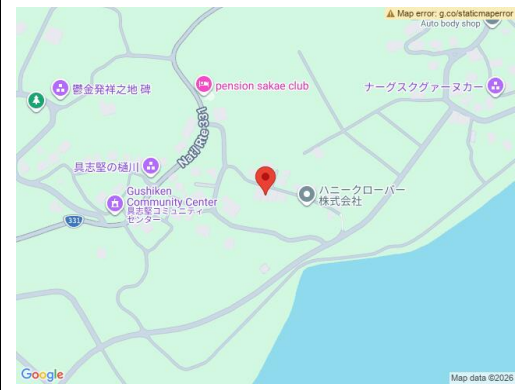 Map error: g.co/staticmaperror
Auto body shop
鬱金発祥之地 碑
pension sakae club
ナーグスクグァーヌカー
Nat'l Rte 331
具志堅の樋川
Gushiken
Community Center
具志堅コミュニティ
センター
ハニークローバー
株式会社
331
Google
Map data ©2026